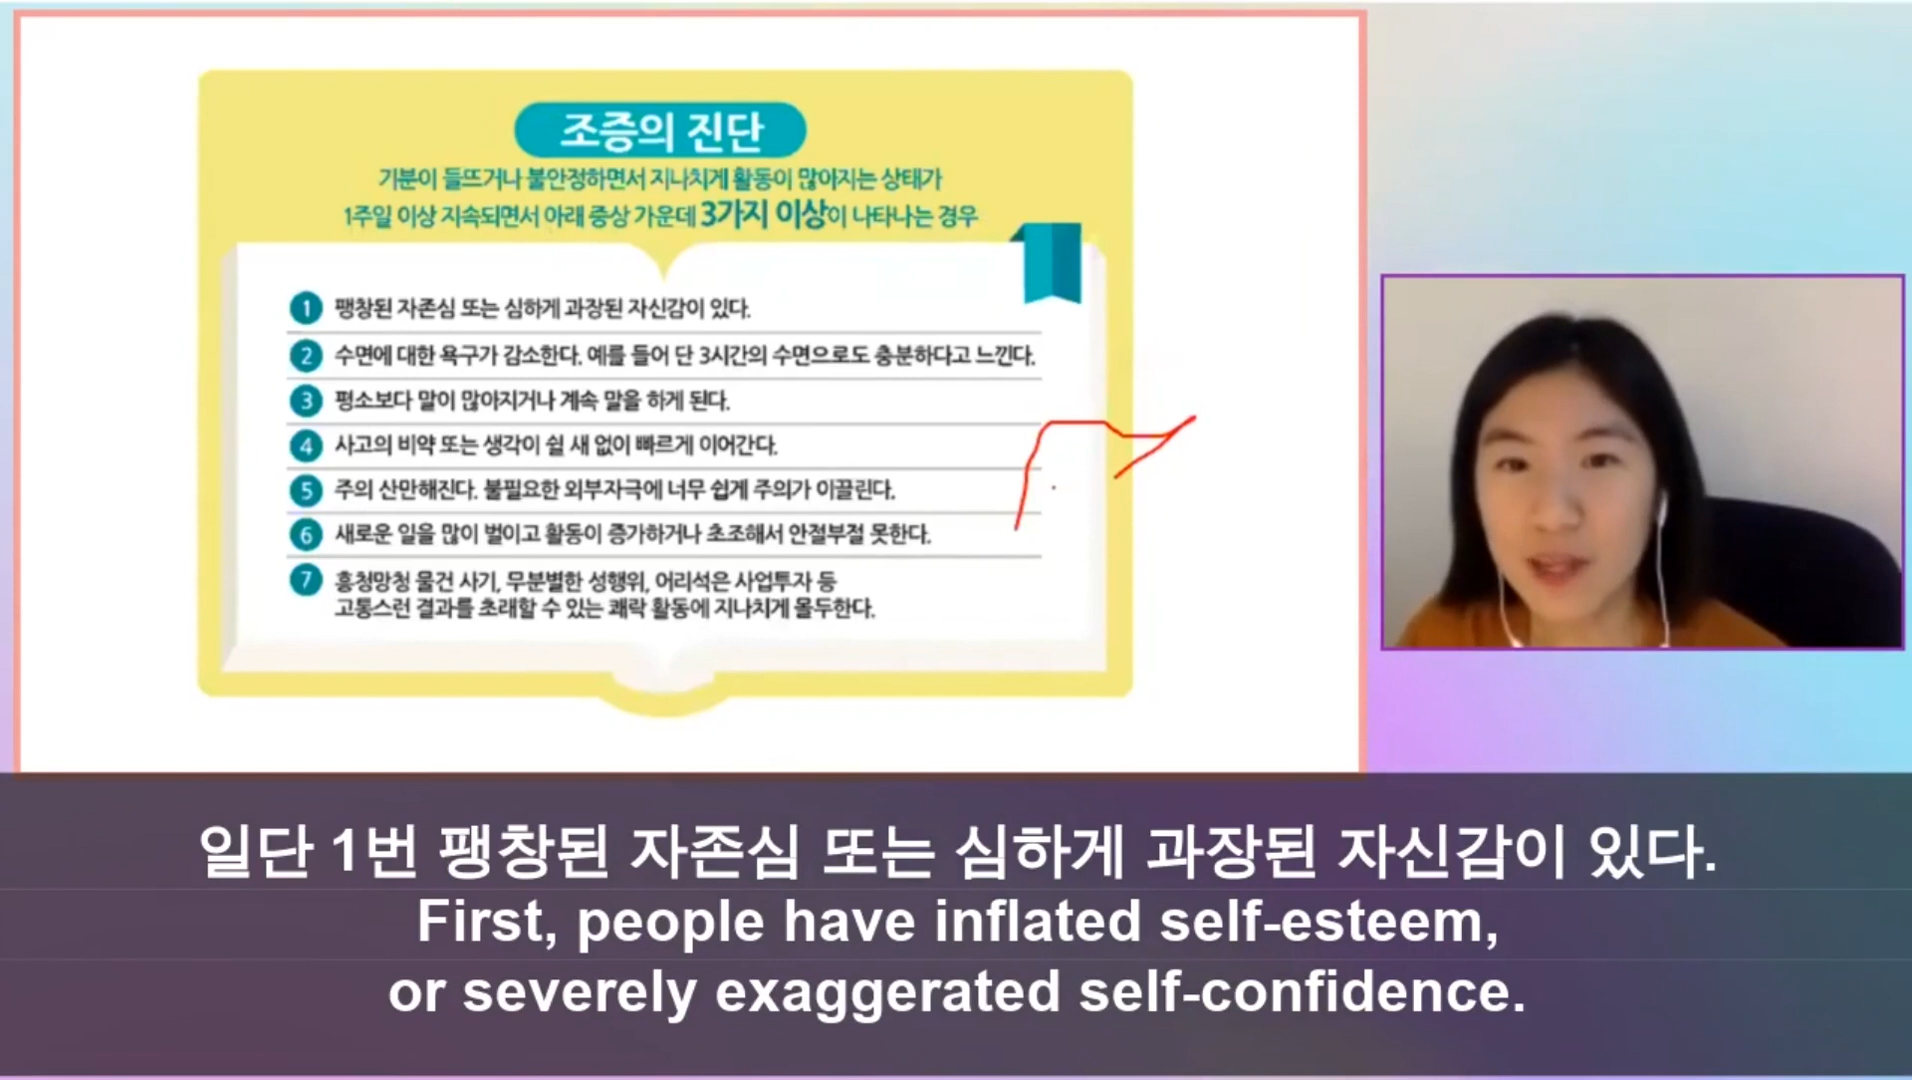 조증의 진단
기분이 들뜨거나 불안정하면서 지나치게 활동이 많아지는 상태가
1주일 이상 지속되면서 아래 증상 가운데 3가지 이상이 나타나는 경우
1 팽창된 자존심 또는 심하게 과장된 자신감이 있다.
2 수면에 대한 욕구가 감소한다. 예를 들어 단 3시간의 수면으로도 충분하다고 느낀다.
3 평소보다 말이 많아지거나 계속 말을 하게 된다.
4 사고의 비약 또는 생각이 쉴 새 없이 빠르게 이어간다.
5 주의 산만해진다. 불필요한 외부자극에 너무 쉽게 주의가 이끌린다.
6 새로운 일을 많이 벌이고 활동이 증가하거나 초조해서 안절부절 못한다.
7 흥청망청 물건 사기, 무분별한 성행위, 어리석은 사업투자 등
고통스런 결과를 초래할 수 있는 쾌락 활동에 지나치게 몰두한다.
일단 1번 팽창된 자존심 또는 심하게 과장된 자신감이 있다.
First, people have inflated self-esteem,
or severely exaggerated self-confidence.